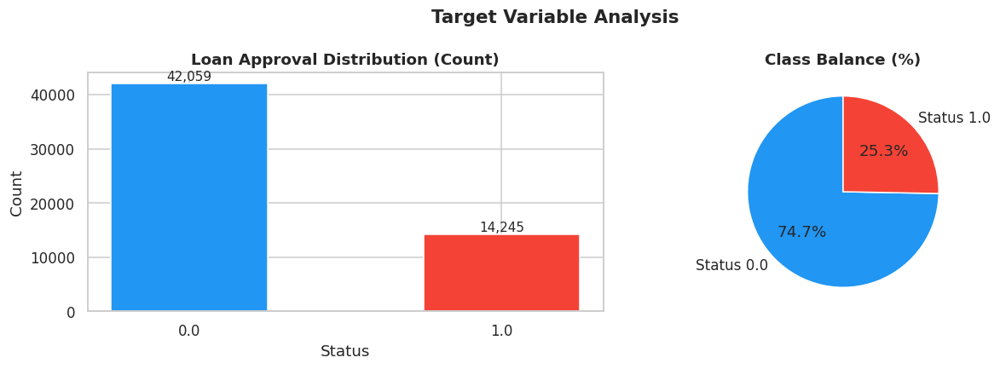 Target Variable Analysis
Loan Approval Distribution (Count)
42,059
14,245
40000
30000
20000
10000
0
Count
0.0
1.0
Status
Class Balance (%)
Status 1.0
25.3%
74.7%
Status 0.0